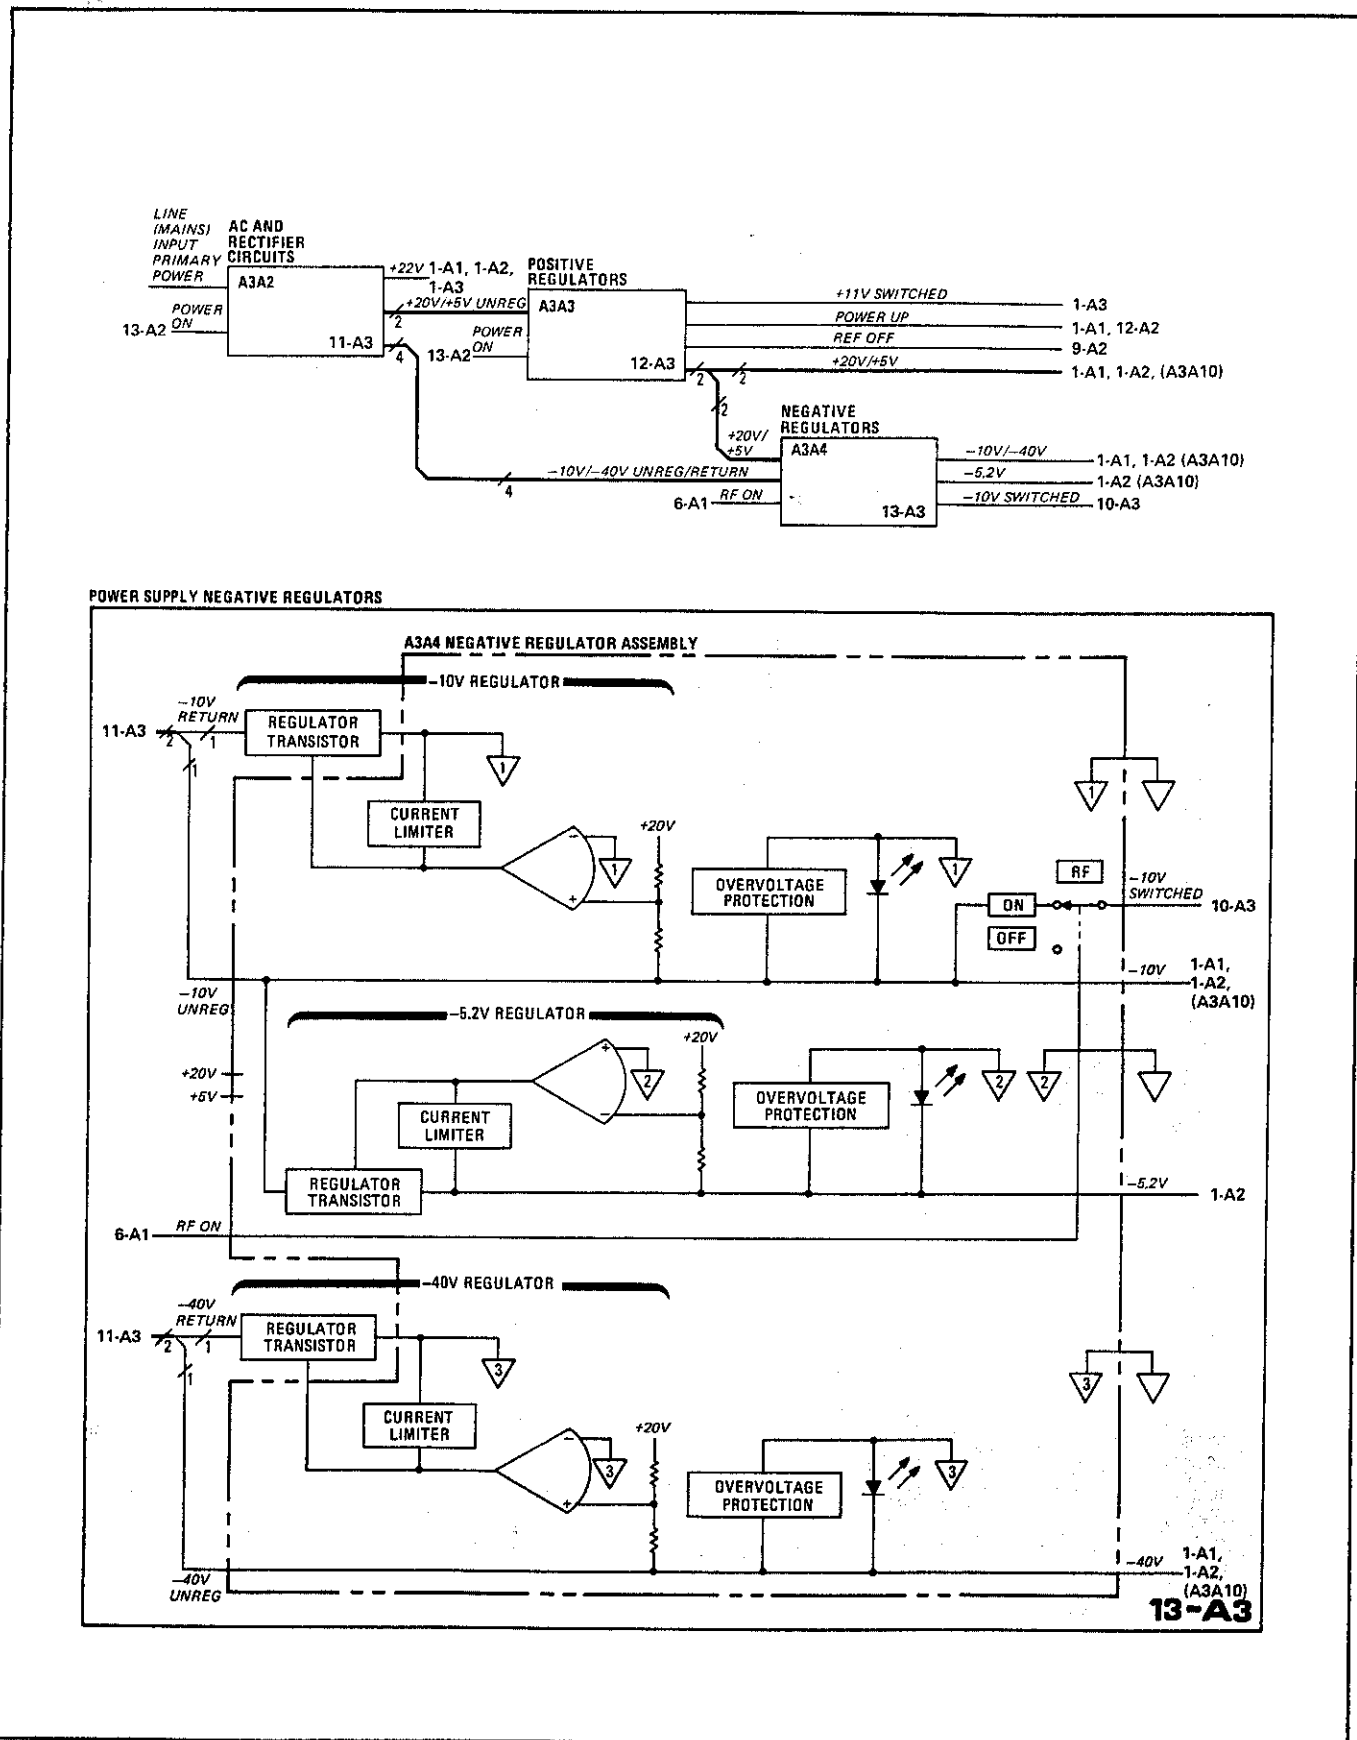 LINE
(MAINS)
INPUT
PRIMARY
POWER
AC AND
RECTIFIER
CIRCUITS
A3A2
POWER
ON
13-A2
11-A3
+22V
1-A1, 1-A2,
1-A3
+20V/+5V UNREG
2
4
POSITIVE
REGULATORS
A3A3
POWER
ON
13-A2
12-A3
+11V SWITCHED
1-A3
POWER UP
1-A1, 12-A2
REF OFF
9-A2
+20V/+5V
2
2
1-A1, 1-A2, (A3A10)
2
+20V/
+5V
NEGATIVE
REGULATORS
A3A4
-10V/-40V UNREG/RETURN
4
6-A1
RF ON
13-A3
-10V/-40V
1-A1, 1-A2 (A3A10)
-5.2V
1-A2 (A3A10)
-10V SWITCHED
10-A3
POWER SUPPLY NEGATIVE REGULATORS
A3A4 NEGATIVE REGULATOR ASSEMBLY
-10V REGULATOR
-10V
RETURN
11-A3
2
1
1
REGULATOR
TRANSISTOR
1
CURRENT
LIMITER
-
+
1
+20V
OVERVOLTAGE
PROTECTION
1
1
RF
ON
OFF
-10V
SWITCHED
10-A3
-10V
1-A1,
1-A2,
(A3A10)
-10V
UNREG
-5.2V REGULATOR
+20V
+5V
+
-
2
+20V
CURRENT
LIMITER
REGULATOR
TRANSISTOR
OVERVOLTAGE
PROTECTION
2
2
-5.2V
1-A2
6-A1
RF ON
-40V REGULATOR
-40V
RETURN
11-A3
2
1
1
REGULATOR
TRANSISTOR
3
CURRENT
LIMITER
-
+
3
+20V
OVERVOLTAGE
PROTECTION
3
3
-40V
1-A1,
1-A2,
(A3A10)
-40V
UNREG
13-A3